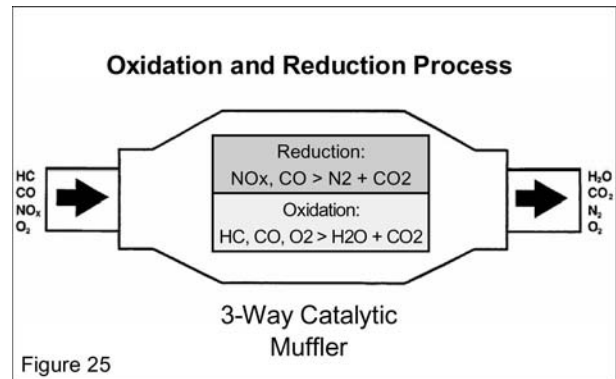 Oxidation and Reduction Process
HC
CO
NOx
O₂
Reduction:
NOx, CO > N2 + CO2
Oxidation:
HC, CO, O2 > H2O + CO2
H₂O
CO₂
N₂
O₂
3-Way Catalytic
Muffler
Figure 25